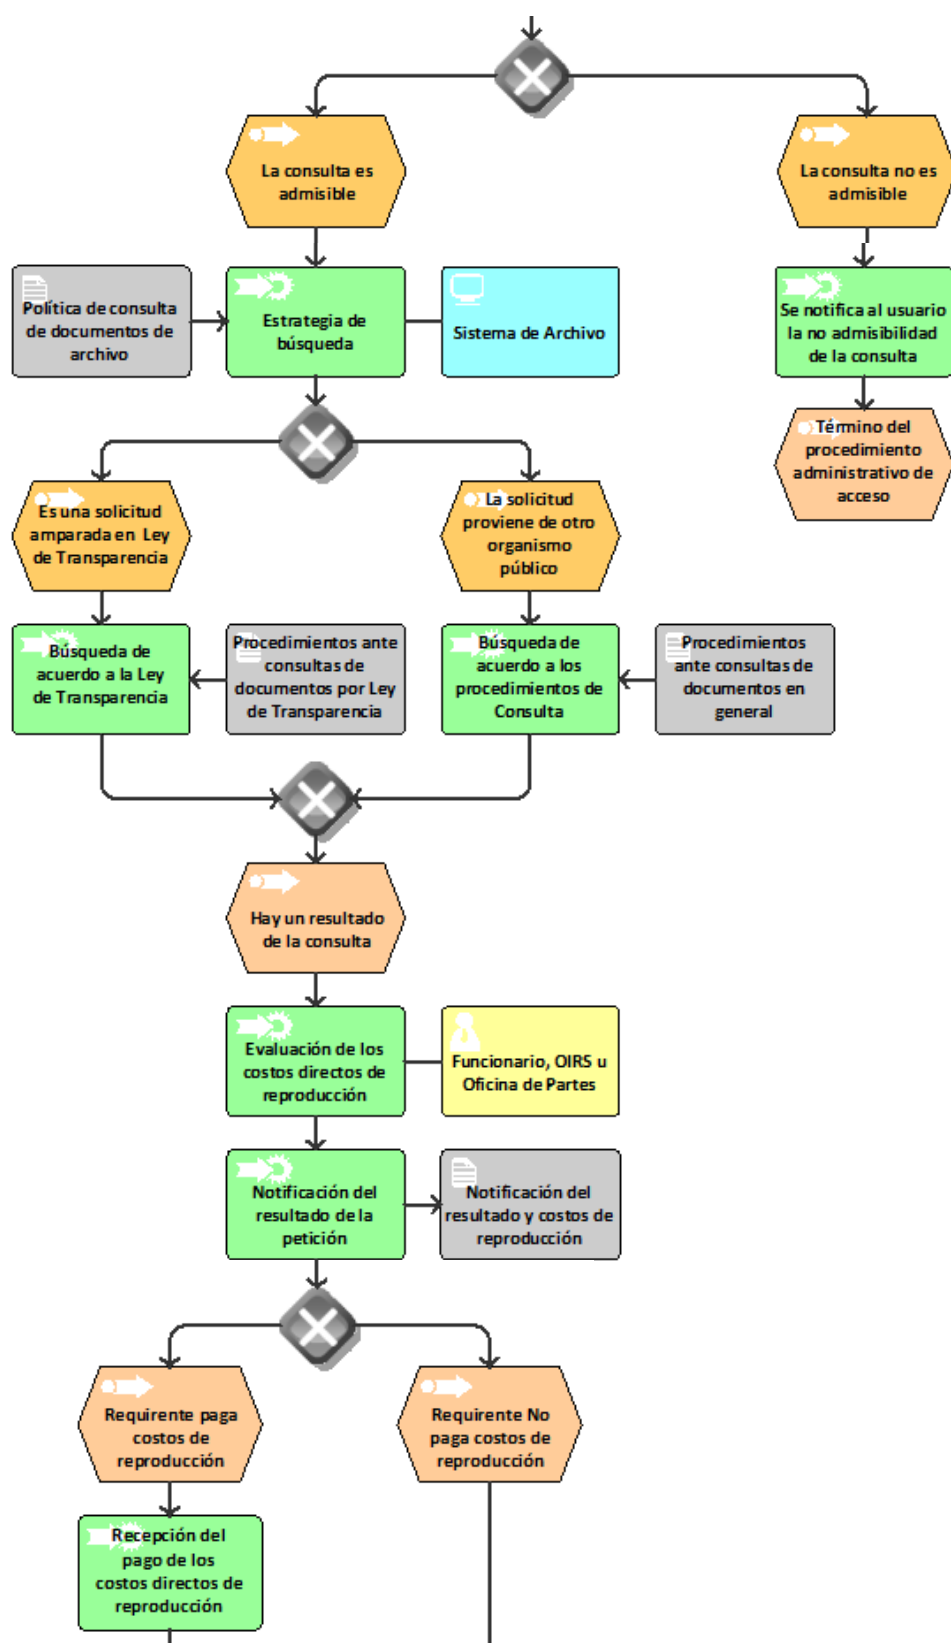 La consulta es
admisible
La consulta no es
admisible
Política de consulta
de documentos de
archivo
Estrategia de
búsqueda
Sistema de Archivo
Se notifica al usuario
la no admisibilidad
de la consulta
Término del
procedimiento
administrativo de
acceso
Es una solicitud
amparada en Ley
de Transparencia
La solicitud
proviene de otro
organismo
público
Búsqueda de
acuerdo a la Ley
de Transparencia
Procedimientos ante
consultas de
documentos por Ley
de Transparencia
Búsqueda de
acuerdo a los
procedimientos de
Consulta
Procedimientos
ante consultas de
documentos en
general
Hay un resultado
de la consulta
Evaluación de los
costos directos de
reproducción
Funcionario, OIRS u
Oficina de Partes
Notificación del
resultado de la
petición
Notificación del
resultado y costos de
reproducción
Requirente paga
costos de
reproducción
Requirente No
paga costos de
reproducción
Recepción del
pago de los
costos directos de
reproducción